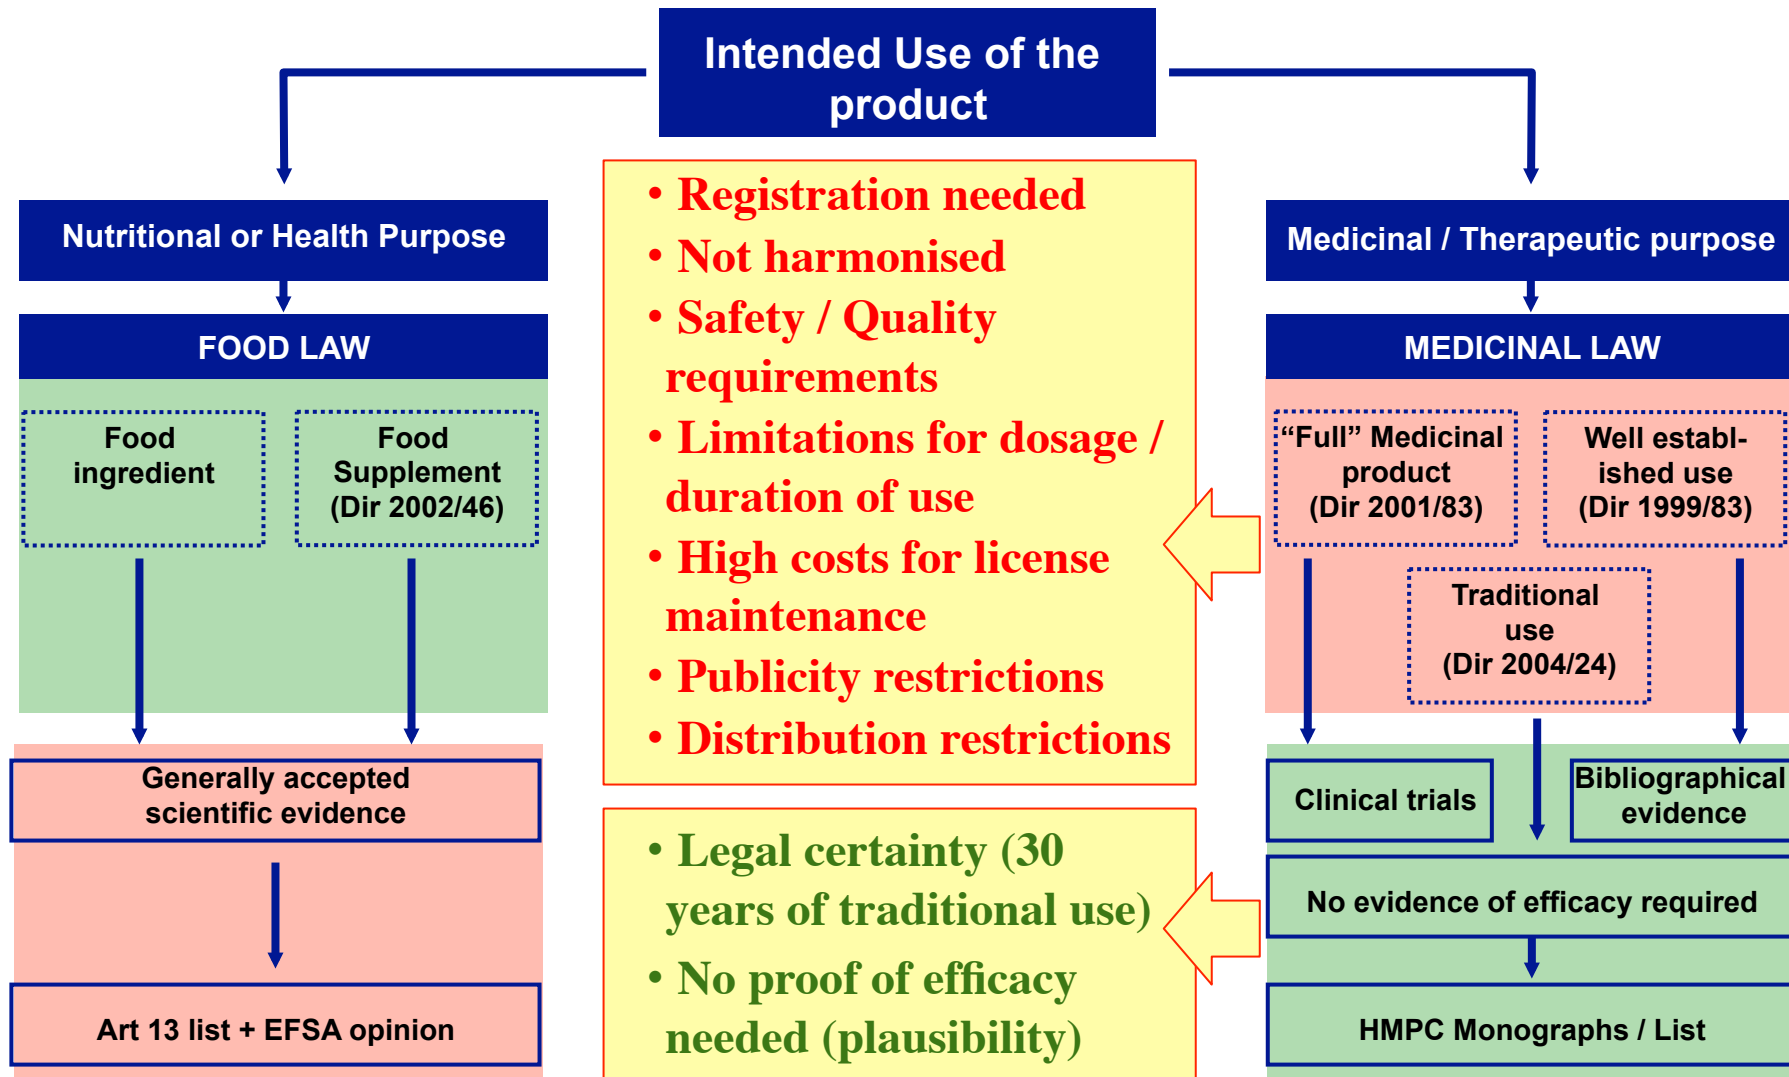 Intended Use of the
product
Nutritional or Health Purpose
FOOD LAW
Food
ingredient
Food
Supplement
(Dir 2002/46)
Generally accepted
scientific evidence
Art 13 list + EFSA opinion
• Registration needed
• Not harmonised
• Safety / Quality
requirements
• Limitations for dosage /
duration of use
• High costs for license
maintenance
• Publicity restrictions
• Distribution restrictions
• Legal certainty (30
years of traditional use)
• No proof of efficacy
needed (plausibility)
Medicinal / Therapeutic purpose
MEDICINAL LAW
“Full” Medicinal
product
(Dir 2001/83)
Well establ-
ished use
(Dir 1999/83)
Traditional
use
(Dir 2004/24)
Clinical trials
Bibliographical
evidence
No evidence of efficacy required
HMPC Monographs / List